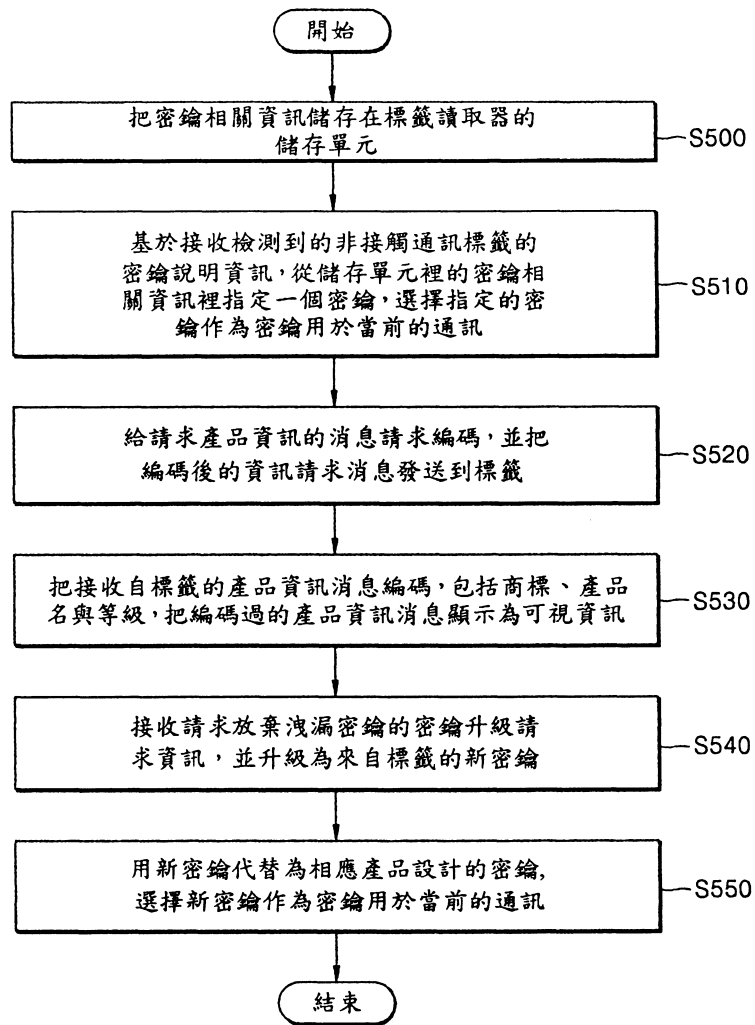 開始
把密鑰相關資訊儲存在標籤讀取器的
儲存單元
S500
基於接收檢測到的非接觸通訊標籤的
密鑰說明資訊，從儲存單元裡的密鑰相
關資訊裡指定一個密鑰，選擇指定的密
鑰作為密鑰用於當前的通訊
S510
給請求產品資訊的消息請求編碼，並把
編碼後的資訊請求消息發送到標籤
S520
把接收自標籤的產品資訊消息編碼，包括商標、產品
名與等級，把編碼過的產品資訊消息顯示為可視資訊
S530
接收請求放棄洩漏密鑰的密鑰升級請
求資訊，並升級為來自標籤的新密鑰
S540
用新密鑰代替為相應產品設計的密鑰,
選擇新密鑰作為密鑰用於當前的通訊
S550
結束